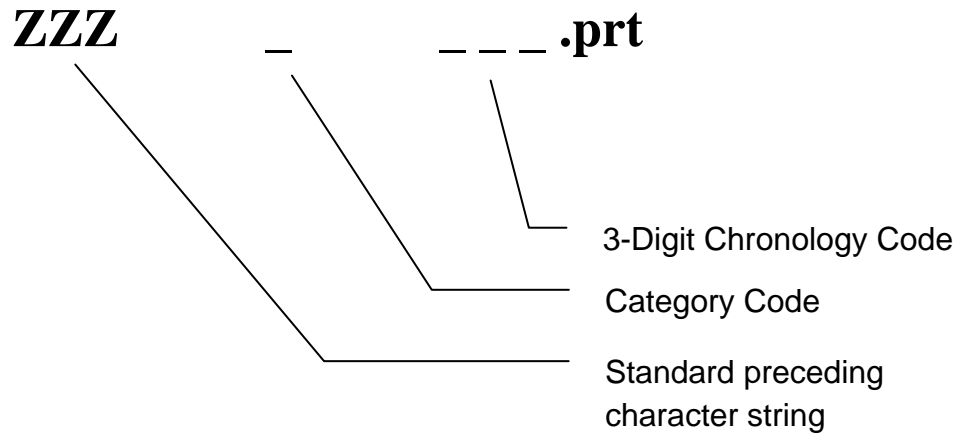 ZZZ _ _ _ _ .prt
3-Digit Chronology Code
Category Code
Standard preceding
character string